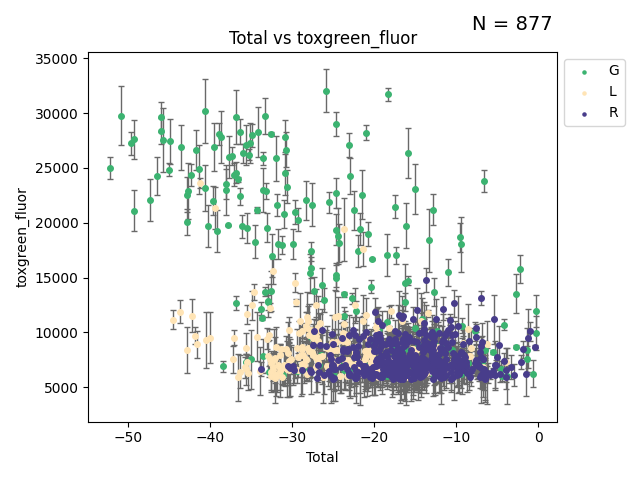 N = 877
Total vs toxgreen_fluor
35000
30000
25000
20000
15000
10000
5000
toxgreen_fluor
−50 −40 −30 −20 −10 0
Total
G
L
R